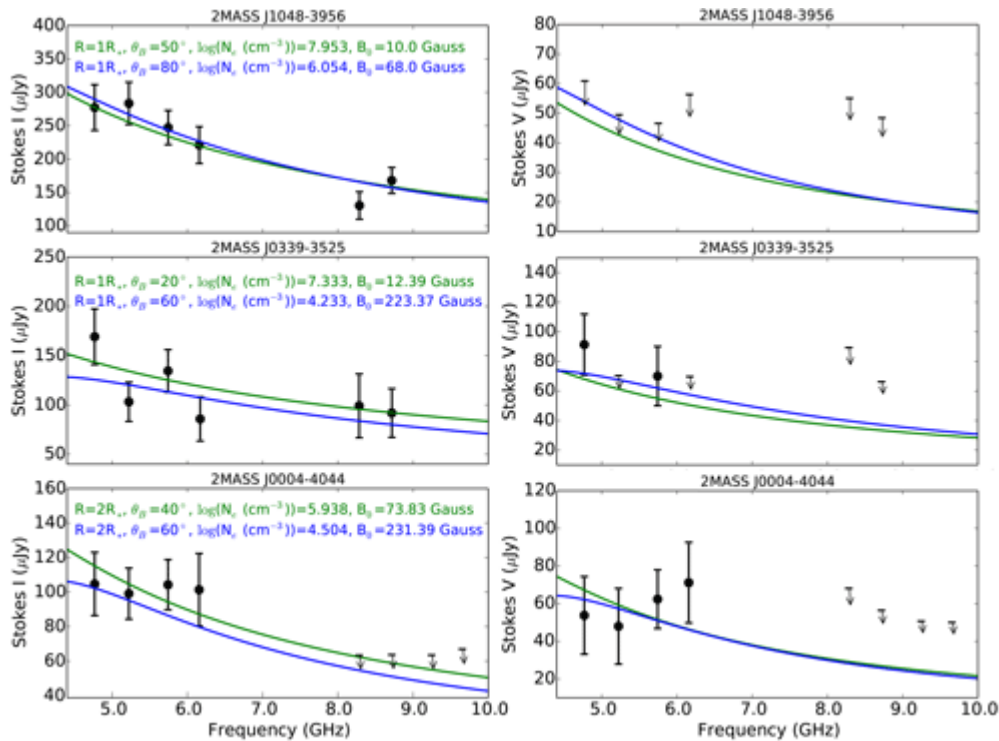 2MASS J1048-3956
Stokes I (μJy)
400
350
300
250
200
150
100
R=1R*, θB=50°, log(Ne (cm−3))=7.953, B0=10.0 Gauss
R=1R*, θB=80°, log(Ne (cm−3))=6.054, B0=68.0 Gauss
2MASS J1048-3956
Stokes V (μJy)
80
70
60
50
40
30
20
10
2MASS J0339-3525
Stokes I (μJy)
250
200
150
100
50
R=1R*, θB=20°, log(Ne (cm−3))=7.333, B0=12.39 Gauss
R=1R*, θB=60°, log(Ne (cm−3))=4.233, B0=223.37 Gauss
2MASS J0339-3525
Stokes V (μJy)
140
120
100
80
60
40
20
2MASS J0004-4044
Stokes I (μJy)
160
140
120
100
80
60
40
R=2R*, θB=40°, log(Ne (cm−3))=5.938, B0=73.83 Gauss
R=2R*, θB=60°, log(Ne (cm−3))=4.504, B0=231.39 Gauss
5.0 6.0 7.0 8.0 9.0 10.0
Frequency (GHz)
2MASS J0004-4044
Stokes V (μJy)
120
100
80
60
40
20
5.0 6.0 7.0 8.0 9.0 10.0
Frequency (GHz)